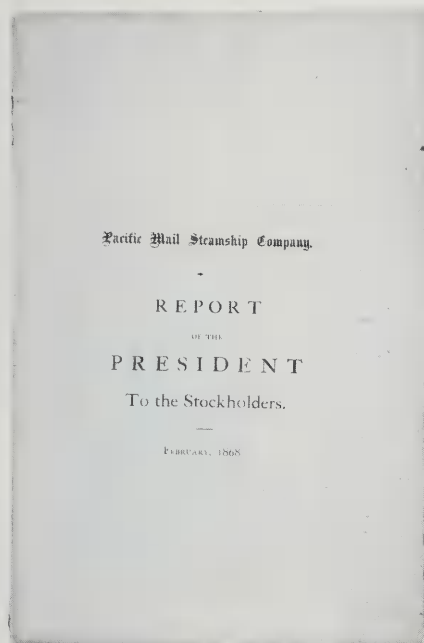 Pacific Mail Steamship Company.
REPORT
OF THE
PRESIDENT
To the Stockholders.
FEBRUARY, 1868